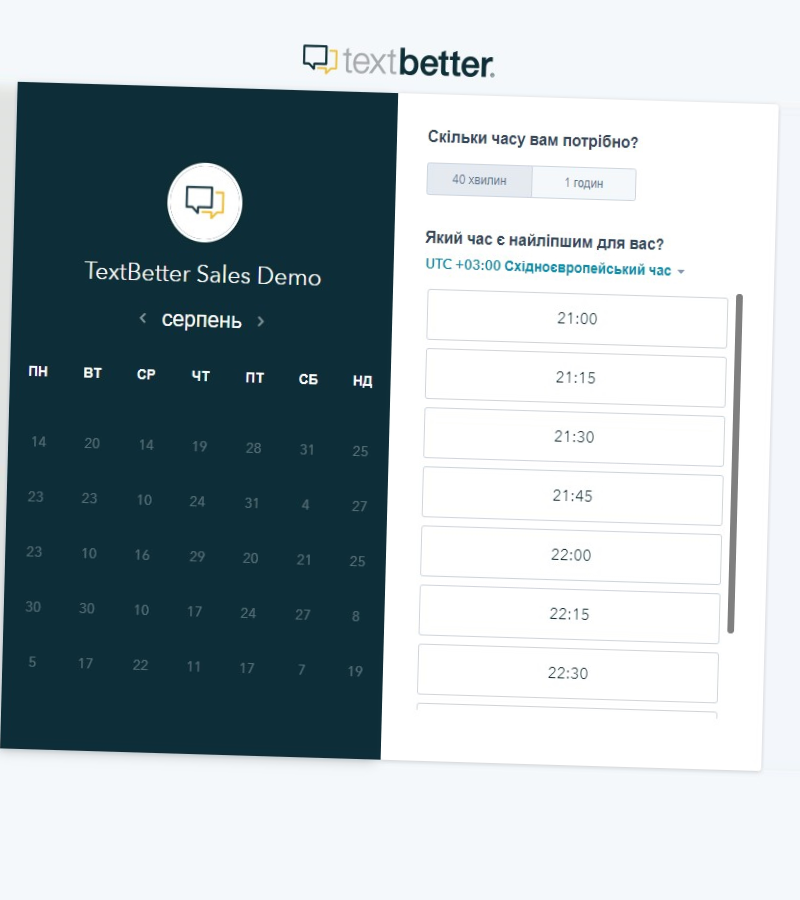 textbetter.
TextBetter Sales Demo
серпень
ПН ВТ СР ЧТ ПТ СБ НД
14 20 14 19 28 31 25
23 23 10 24 31 4 27
23 10 16 29 20 21 25
30 30 10 17 24 27 8
5 17 22 11 17 7 19
Скільки часу вам потрібно?
40 хвилин 1 годин
Який час є найліпшим для вас?
UTC +03:00 Східноєвропейський час
21:00
21:15
21:30
21:45
22:00
22:15
22:30